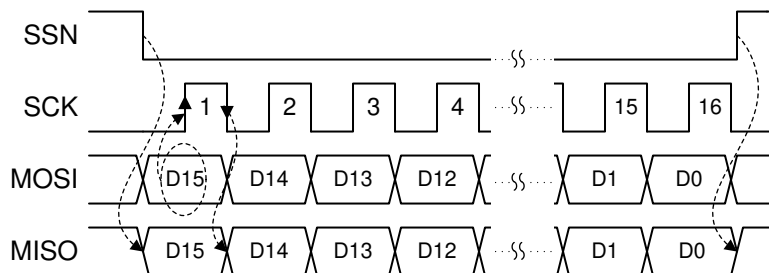 SSN
SCK 1 2 3 4 15 16
MOSI D15 D14 D13 D12 D1 D0
MISO D15 D14 D13 D12 D1 D0